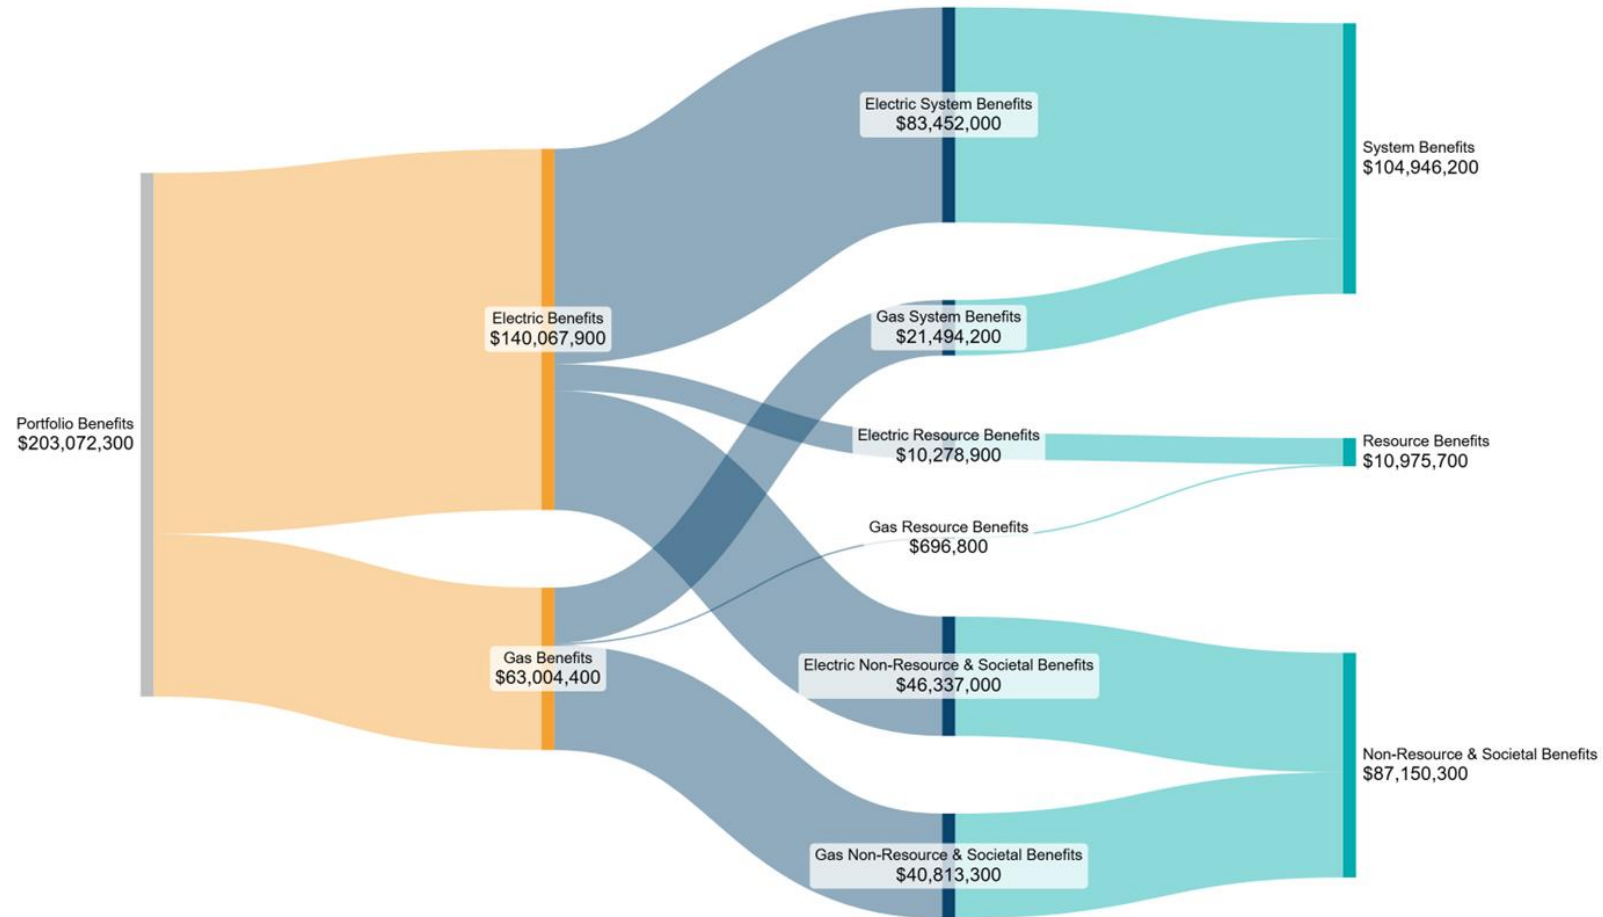 Portfolio Benefits
$203,072,300
Electric Benefits
$140,067,900
Gas Benefits
$63,004,400
Electric System Benefits
$83,452,000
Gas System Benefits
$21,494,200
Electric Resource Benefits
$10,278,900
Gas Resource Benefits
$696,800
Electric Non-Resource & Societal Benefits
$46,337,000
Gas Non-Resource & Societal Benefits
$40,813,300
System Benefits
$104,946,200
Resource Benefits
$10,975,700
Non-Resource & Societal Benefits
$87,150,300